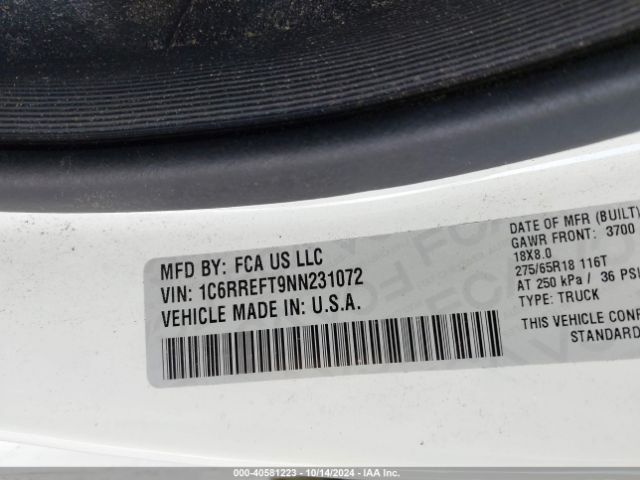 MFD BY: FCA US LLC
VIN: 1C6RREFT9NN231072
VEHICLE MADE IN: U.S.A.
DATE OF MFR (BUILT)
GAWR FRONT: 3700
18X8.0
275/65R18 116T
AT 250 kPa / 36 PSI
TYPE: TRUCK
THIS VEHICLE
STANDARD
000-40581223 - 10/14/2024 - IAA Inc.